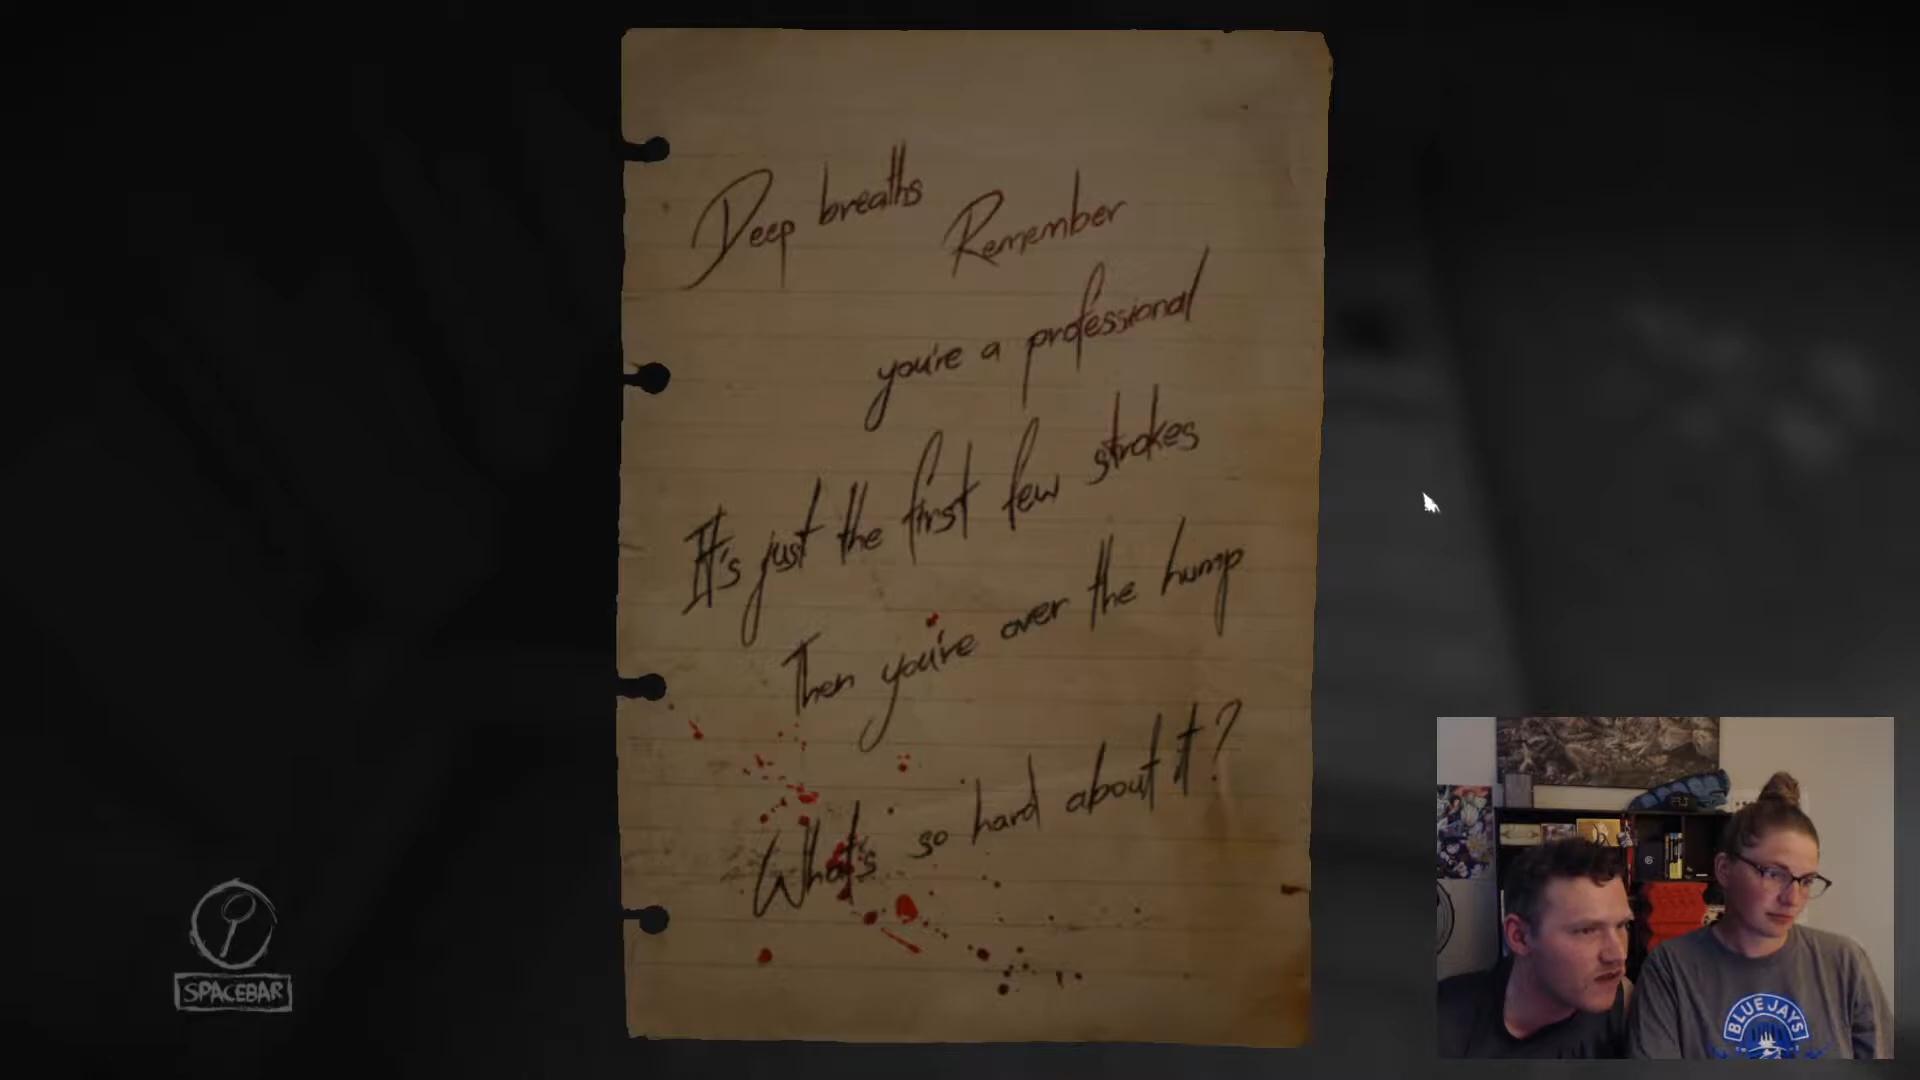 Deep breaths Remember
you're a professional
It's just the first few strokes
Then you're over the hump
What's so hard about it?
SPACEBAR
BLUE JAYS